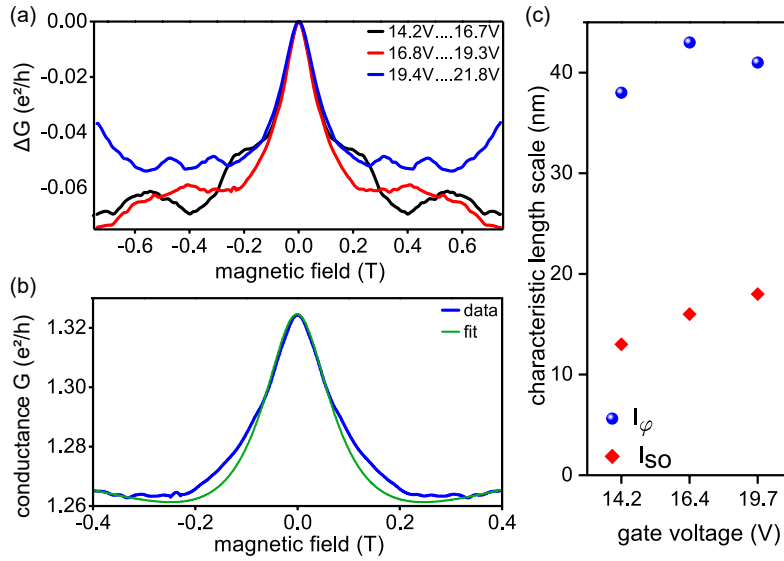 (a)
0.00
-0.02
-0.04
-0.06
ΔG (e²/h)
14.2V....16.7V
16.8V....19.3V
19.4V....21.8V
-0.6 -0.4 -0.2 0.0 0.2 0.4 0.6
magnetic field (T)
(b)
1.32
1.30
1.28
1.26
conductance G (e²/h)
data
fit
-0.4 -0.2 0.0 0.2 0.4
magnetic field (T)
(c)
40
30
20
10
0
characteristic length scale (nm)
lφ
lSO
14.2 16.4 19.7
gate voltage (V)